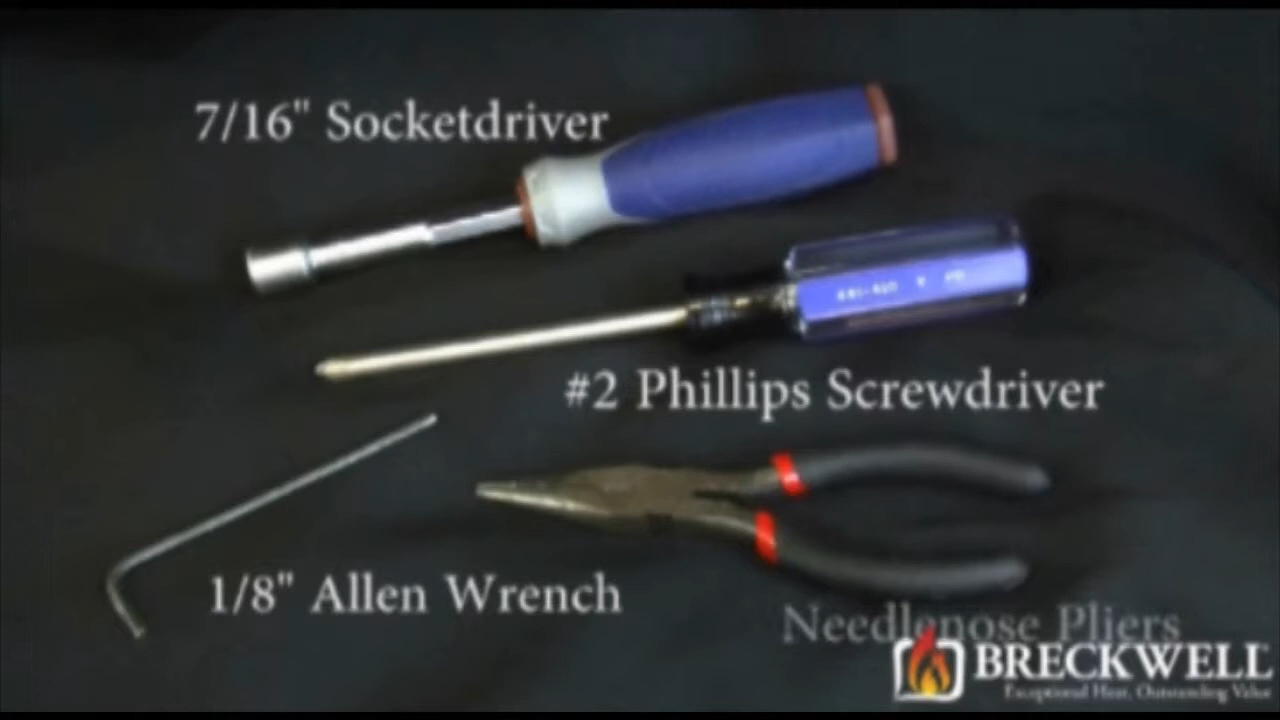 7/16" Socketdriver
#2 Phillips Screwdriver
1/8" Allen Wrench
Needlenose Pliers
BRECKWELL
Exceptional Heat, Outstanding Value